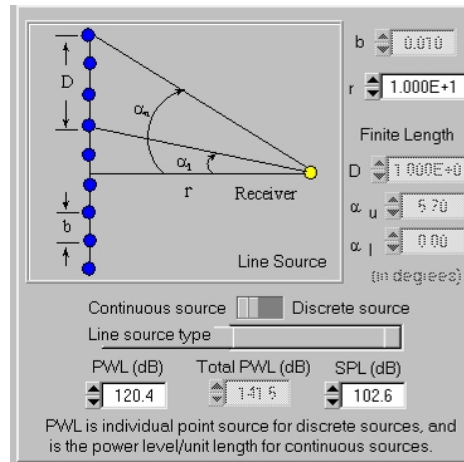 b 0.010
D
αn
r 1.000E+1
α1
Finite Length
D 1.000E+0
r Receiver
α u 5.70
b
α l 0.00
Line Source
(in degrees)
Continuous source Discrete source
Line source type
PWL (dB) Total PWL (dB) SPL (dB)
120.4 141.5 102.6
PWL is individual point source for discrete sources, and
is the power level/unit length for continuous sources.